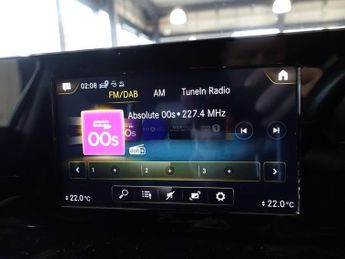 02:08
FM/DAB AM TuneIn Radio
Absolute 00s • 227.4 MHz
Absolute Radio
00s
1 + 2 + 3 +
22.0°C 22.0°C